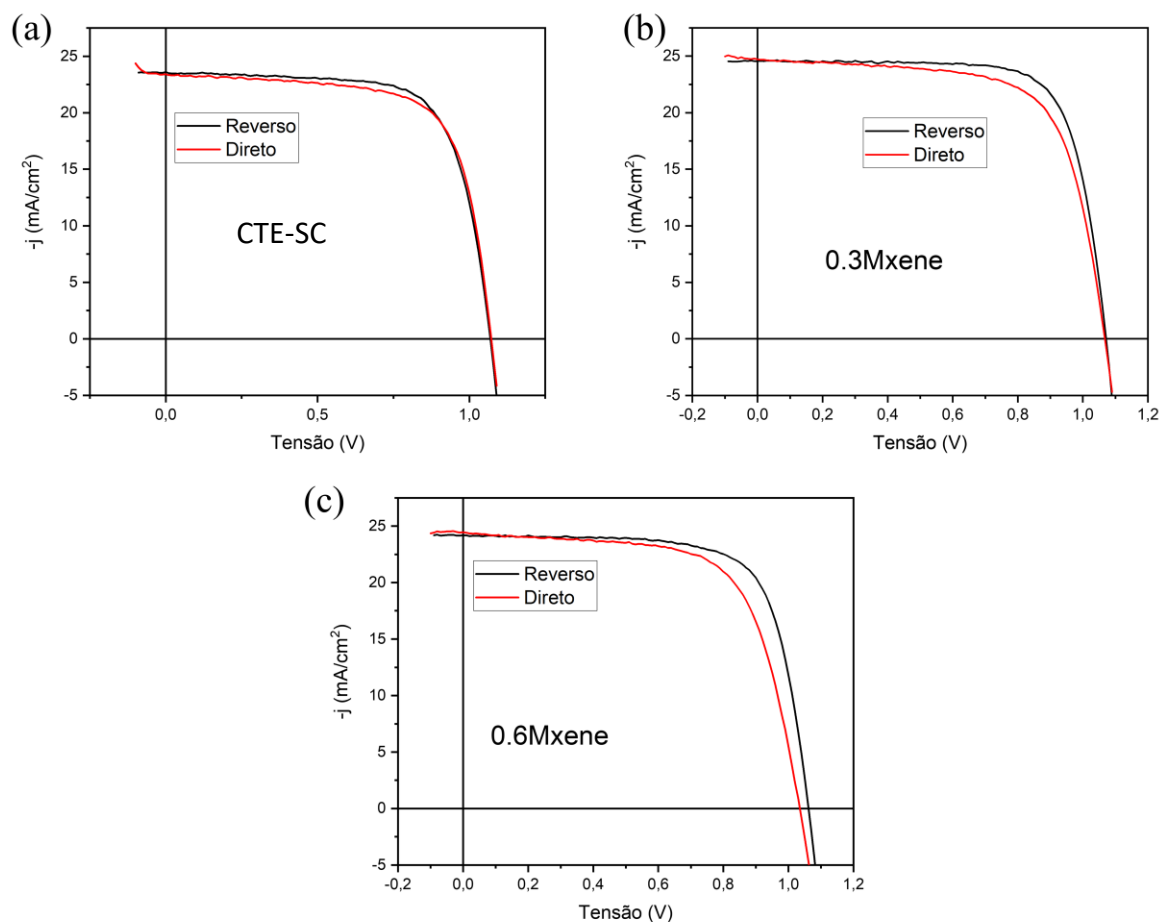 (a)
25
20
15
10
5
0
-5
-j (mA/cm²)
Reverso
Direto
CTE-SC
0,0
0,5
1,0
Tensão (V)
(b)
25
20
15
10
5
0
-5
-j (mA/cm²)
Reverso
Direto
0.3Mxene
-0,2
0,0
0,2
0,4
0,6
0,8
1,0
1,2
Tensão (V)
(c)
25
20
15
10
5
0
-5
-j (mA/cm²)
Reverso
Direto
0.6Mxene
-0,2
0,0
0,2
0,4
0,6
0,8
1,0
1,2
Tensão (V)